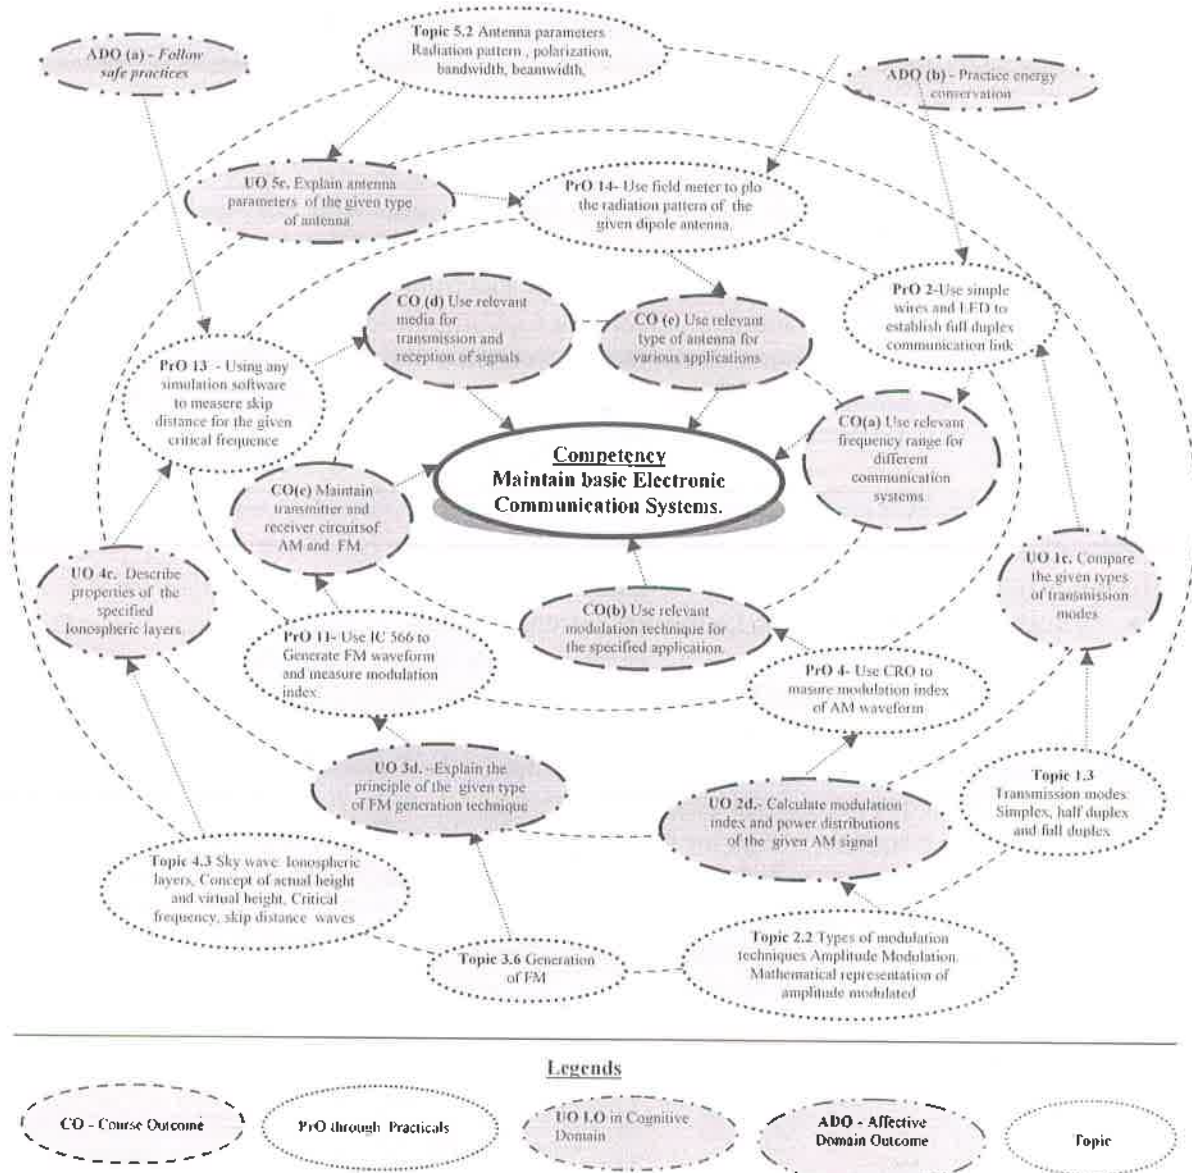 Topic 5.2 Antenna parameters
Radiation pattern , polarization,
bandwidth, beamwidth,
ADO (a) - Follow
safe practices
ADO (b) - Practice energy
conservation
UO 5c. Explain antenna
parameters of the given type
of antenna.
PrO 14- Use field meter to plo
the radiation pattern of the
given dipole antenna.
PrO 2-Use simple
wires and LED to
establish full duplex
communication link
CO (d) Use relevant
media for
transmission and
reception of signals
CO (e) Use relevant
type of antenna for
various applications
PrO 13 - Using any
simulation software
to measere skip
distance for the given
critical frequence
CO(a) Use relevant
frequency range for
different
communication
systems.
Competency
Maintain basic Electronic
Communication Systems.
CO(c) Maintain
transmitter and
receiver circuitsof
AM and FM
UO 4c. Describe
properties of the
specified
Ionospheric layers.
UO 1c. Compare
the given types
of transmission
modes
CO(b) Use relevant
modulation technique for
the specified application.
PrO 11- Use IC 566 to
Generate FM waveform
and measure modulation
index.
PrO 4- Use CRO to
masure modulation index
of AM waveform
UO 3d. -Explain the
principle of the given type
of FM generation technique
UO 2d.- Calculate modulation
index and power distributions
of the given AM signal
Topic 1.3
Transmission modes
Simplex, half duplex
and full duplex
Topic 4.3 Sky wave Ionospheric
layers, Concept of actual height
and virtual height, Critical
frequency, skip distance waves
Topic 3.6 Generation
of FM
Topic 2.2 Types of modulation
techniques Amplitude Modulation.
Mathematical representation of
amplitude modulated
Legends
CO - Course Outcome
PrO through Practicals
UO LO in Cognitive
Domain
ADO - Affective
Domain Outcome
Topic